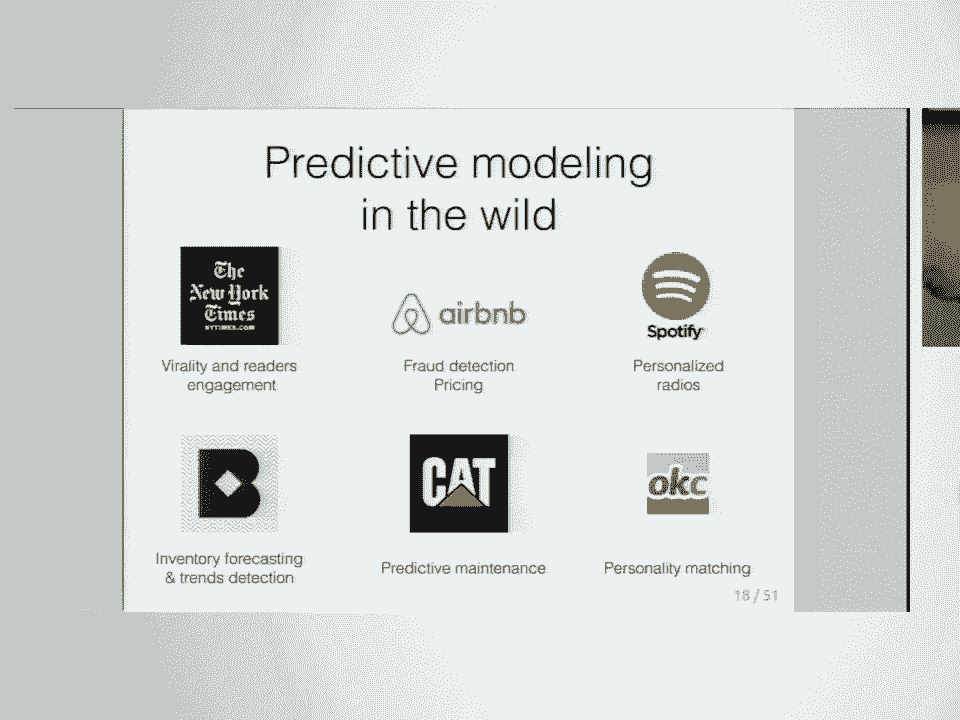 Predictive modeling
in the wild
The
New York
Times
NYTIMES.COM
airbnb
Spotify
Virality and readers
engagement
Fraud detection
Pricing
Personalized
radios
B
CAT
okc
Inventory forecasting
& trends detection
Predictive maintenance
Personality matching
18 / 51